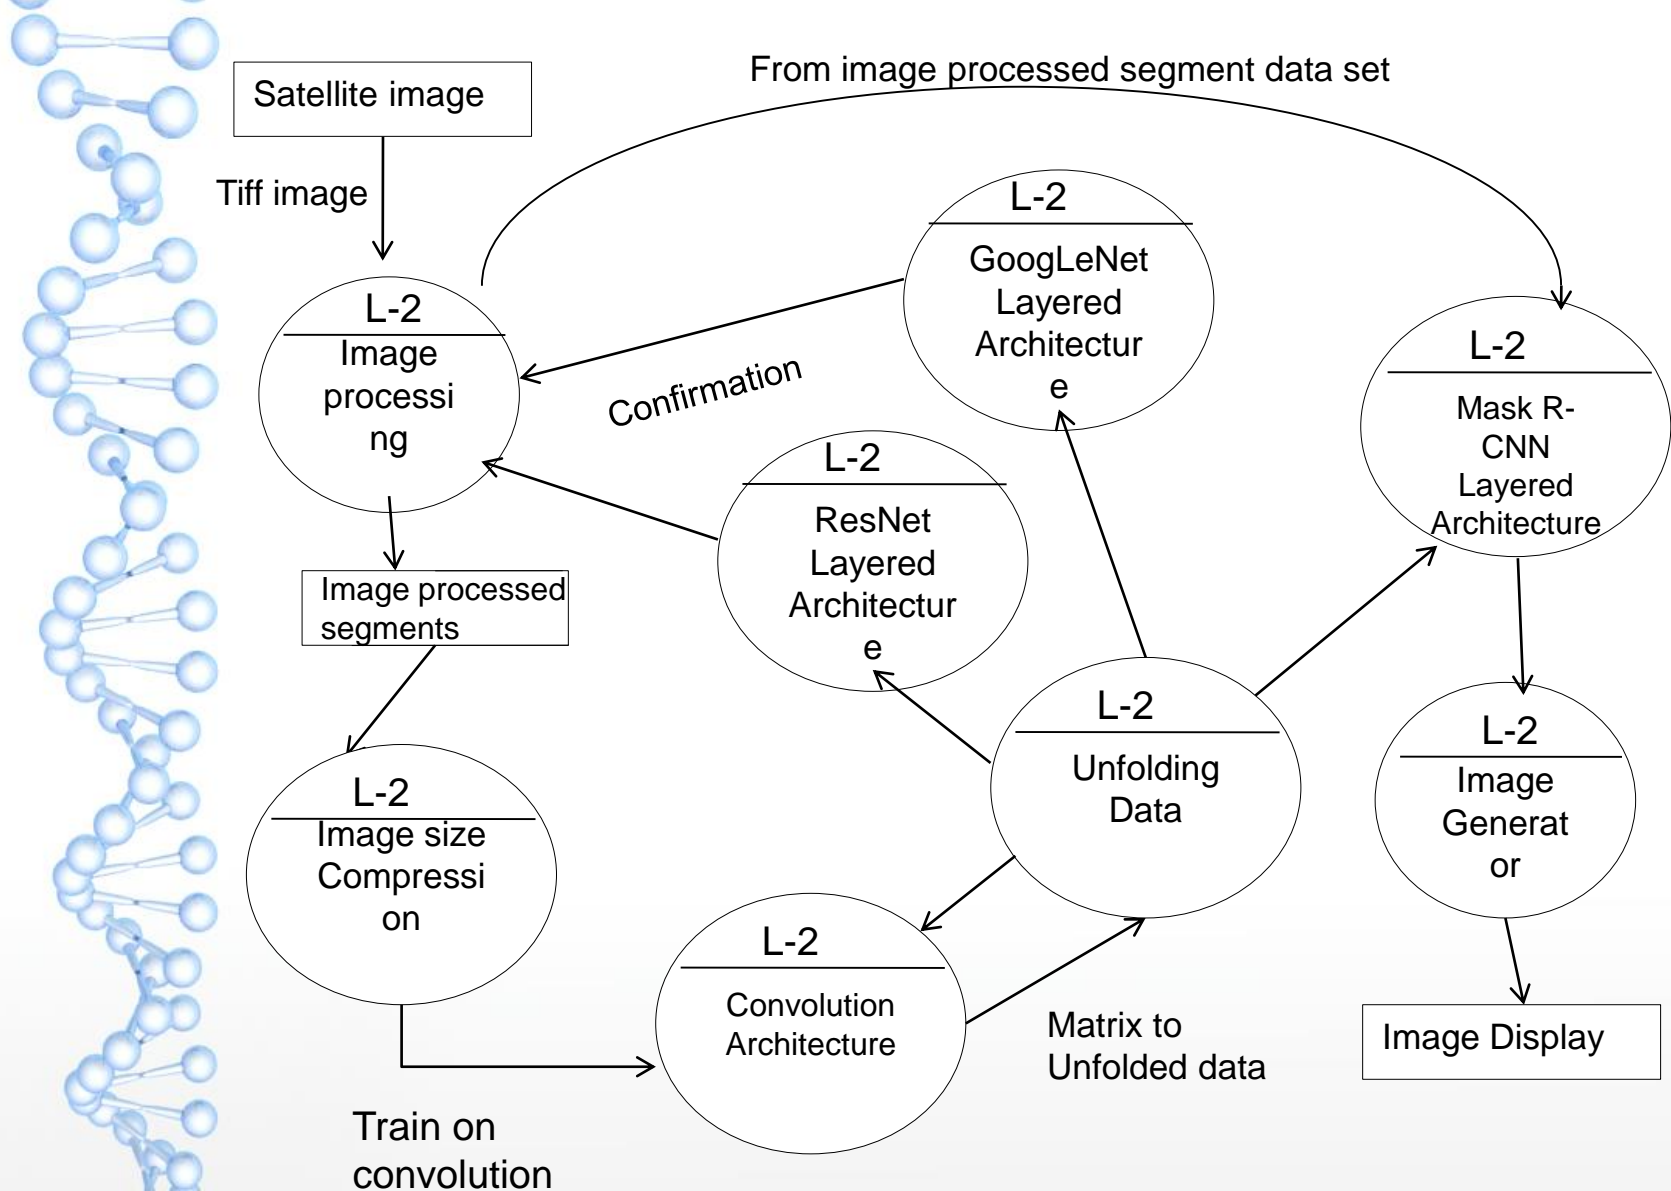 From image processed segment data set
Satellite image
Tiff image
L-2
GoogLeNet
Layered
Architectur
e
L-2
Image
processi
ng
L-2
Mask R-
CNN
Layered
Architecture
Confirmation
L-2
ResNet
Layered
Architectur
e
Image processed
segments
L-2
Unfolding
Data
L-2
Image
Generat
or
L-2
Image size
Compressi
on
L-2
Convolution
Architecture
Matrix to
Unfolded data
Image Display
Train on
convolution